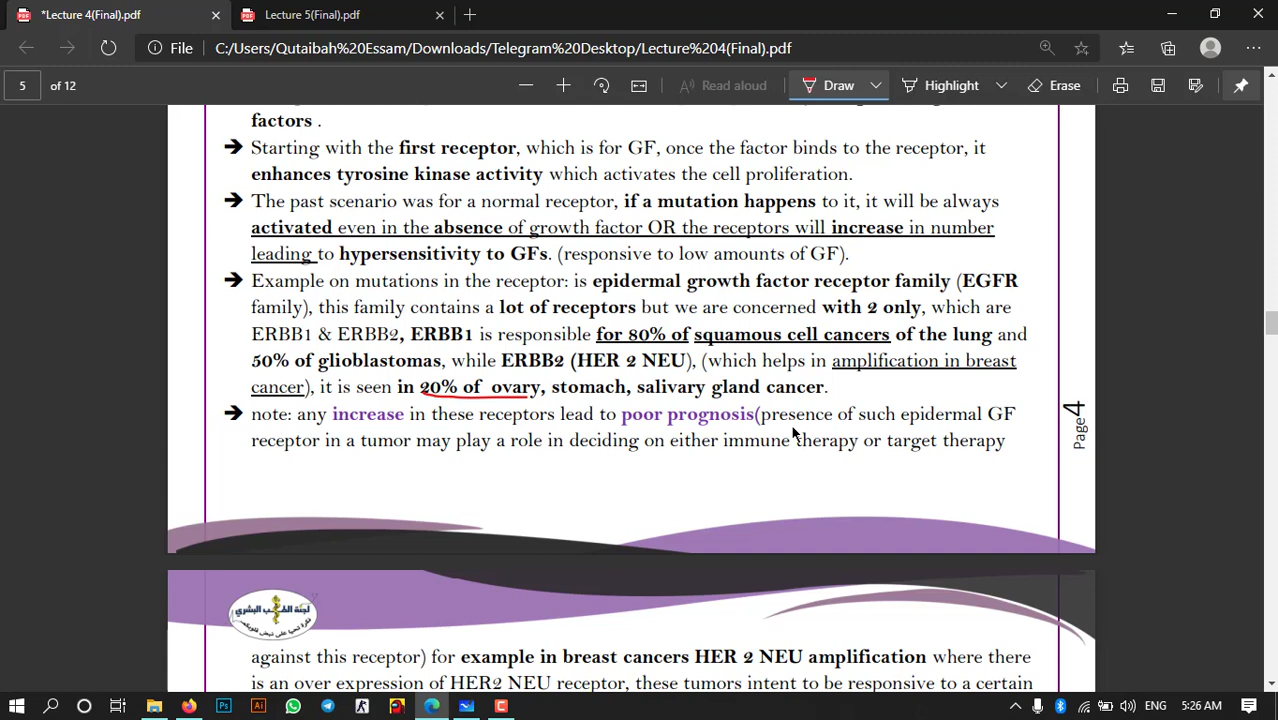 *Lecture 4(Final).pdf
Lecture 5(Final).pdf
File
C:/Users/Qutaibah%20Essam/Downloads/Telegram%20Desktop/Lecture%204(Final).pdf
5 of 12
Read aloud
Draw
Highlight
Erase
factors .
➔ Starting with the first receptor, which is for GF, once the factor binds to the receptor, it
enhances tyrosine kinase activity which activates the cell proliferation.
➔ The past scenario was for a normal receptor, if a mutation happens to it, it will be always
activated even in the absence of growth factor OR the receptors will increase in number
leading to hypersensitivity to GFs. (responsive to low amounts of GF).
➔ Example on mutations in the receptor: is epidermal growth factor receptor family (EGFR
family), this family contains a lot of receptors but we are concerned with 2 only, which are
ERBB1 & ERBB2, ERBB1 is responsible for 80% of squamous cell cancers of the lung and
50% of glioblastomas, while ERBB2 (HER 2 NEU), (which helps in amplification in breast
cancer), it is seen in 20% of ovary, stomach, salivary gland cancer.
➔ note: any increase in these receptors lead to poor prognosis(presence of such epidermal GF
receptor in a tumor may play a role in deciding on either immune therapy or target therapy
Page4
لجنة الطب البشري
against this receptor) for example in breast cancers HER 2 NEU amplification where there
is an over expression of HER2 NEU receptor, these tumors intent to be responsive to a certain
ENG
5:26 AM